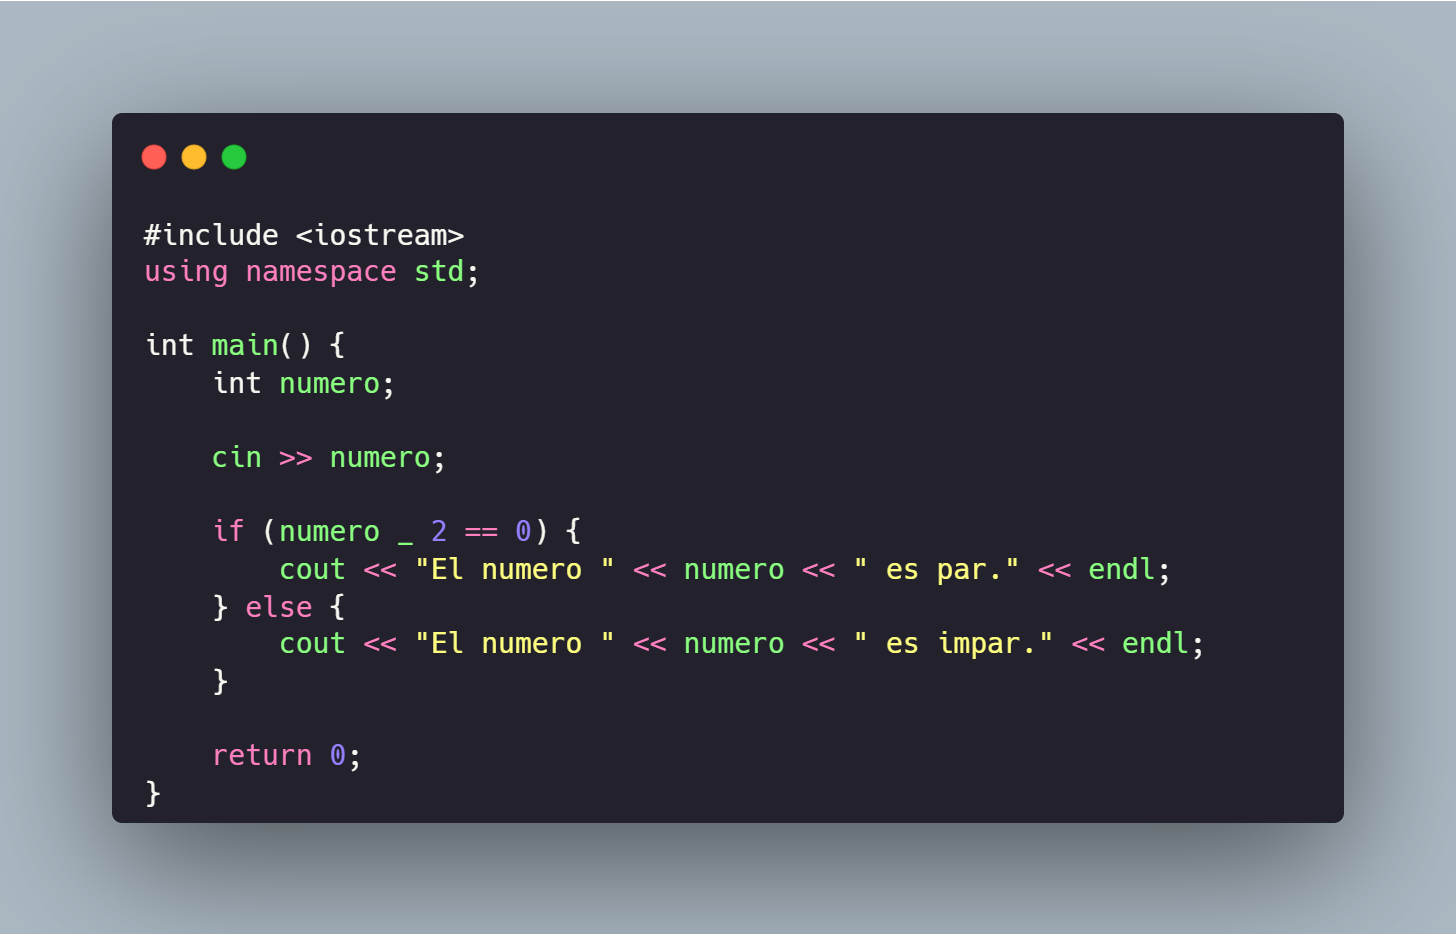 #include <iostream>
using namespace std;
int main() {
    int numero;
    cin >> numero;
    if (numero _ 2 == 0) {
        cout << "El numero " << numero << " es par." << endl;
    } else {
        cout << "El numero " << numero << " es impar." << endl;
    }
    return 0;
}